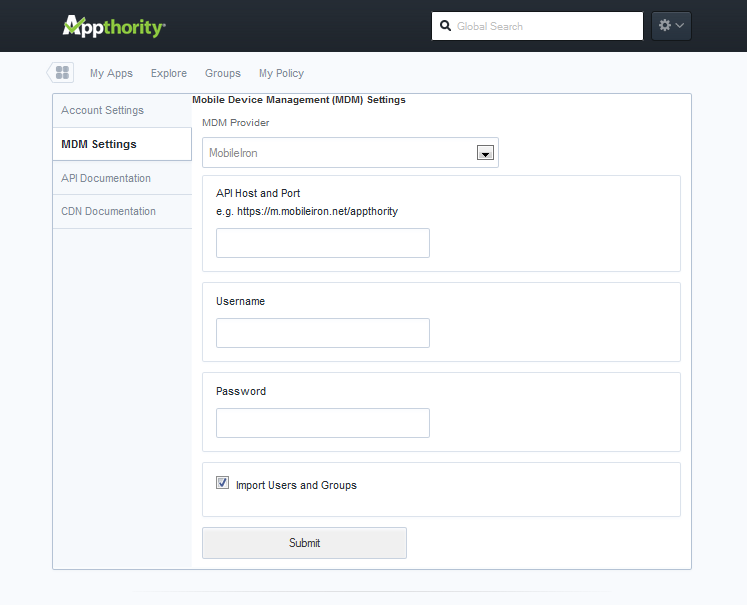 Appthority
Global Search
My Apps
Explore
Groups
My Policy
Account Settings
MDM Settings
API Documentation
CDN Documentation
Mobile Device Management (MDM) Settings
MDM Provider
MobileIron
API Host and Port
e.g. https://m.mobileiron.net/appthority
Username
Password
Import Users and Groups
Submit